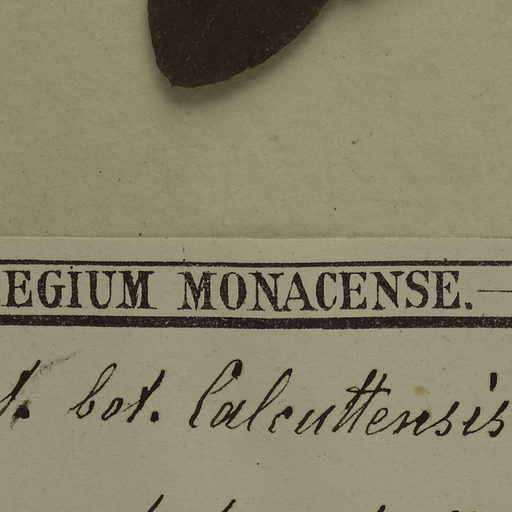 EGIUM MONACENSE.
t. bot. Calcuttensis